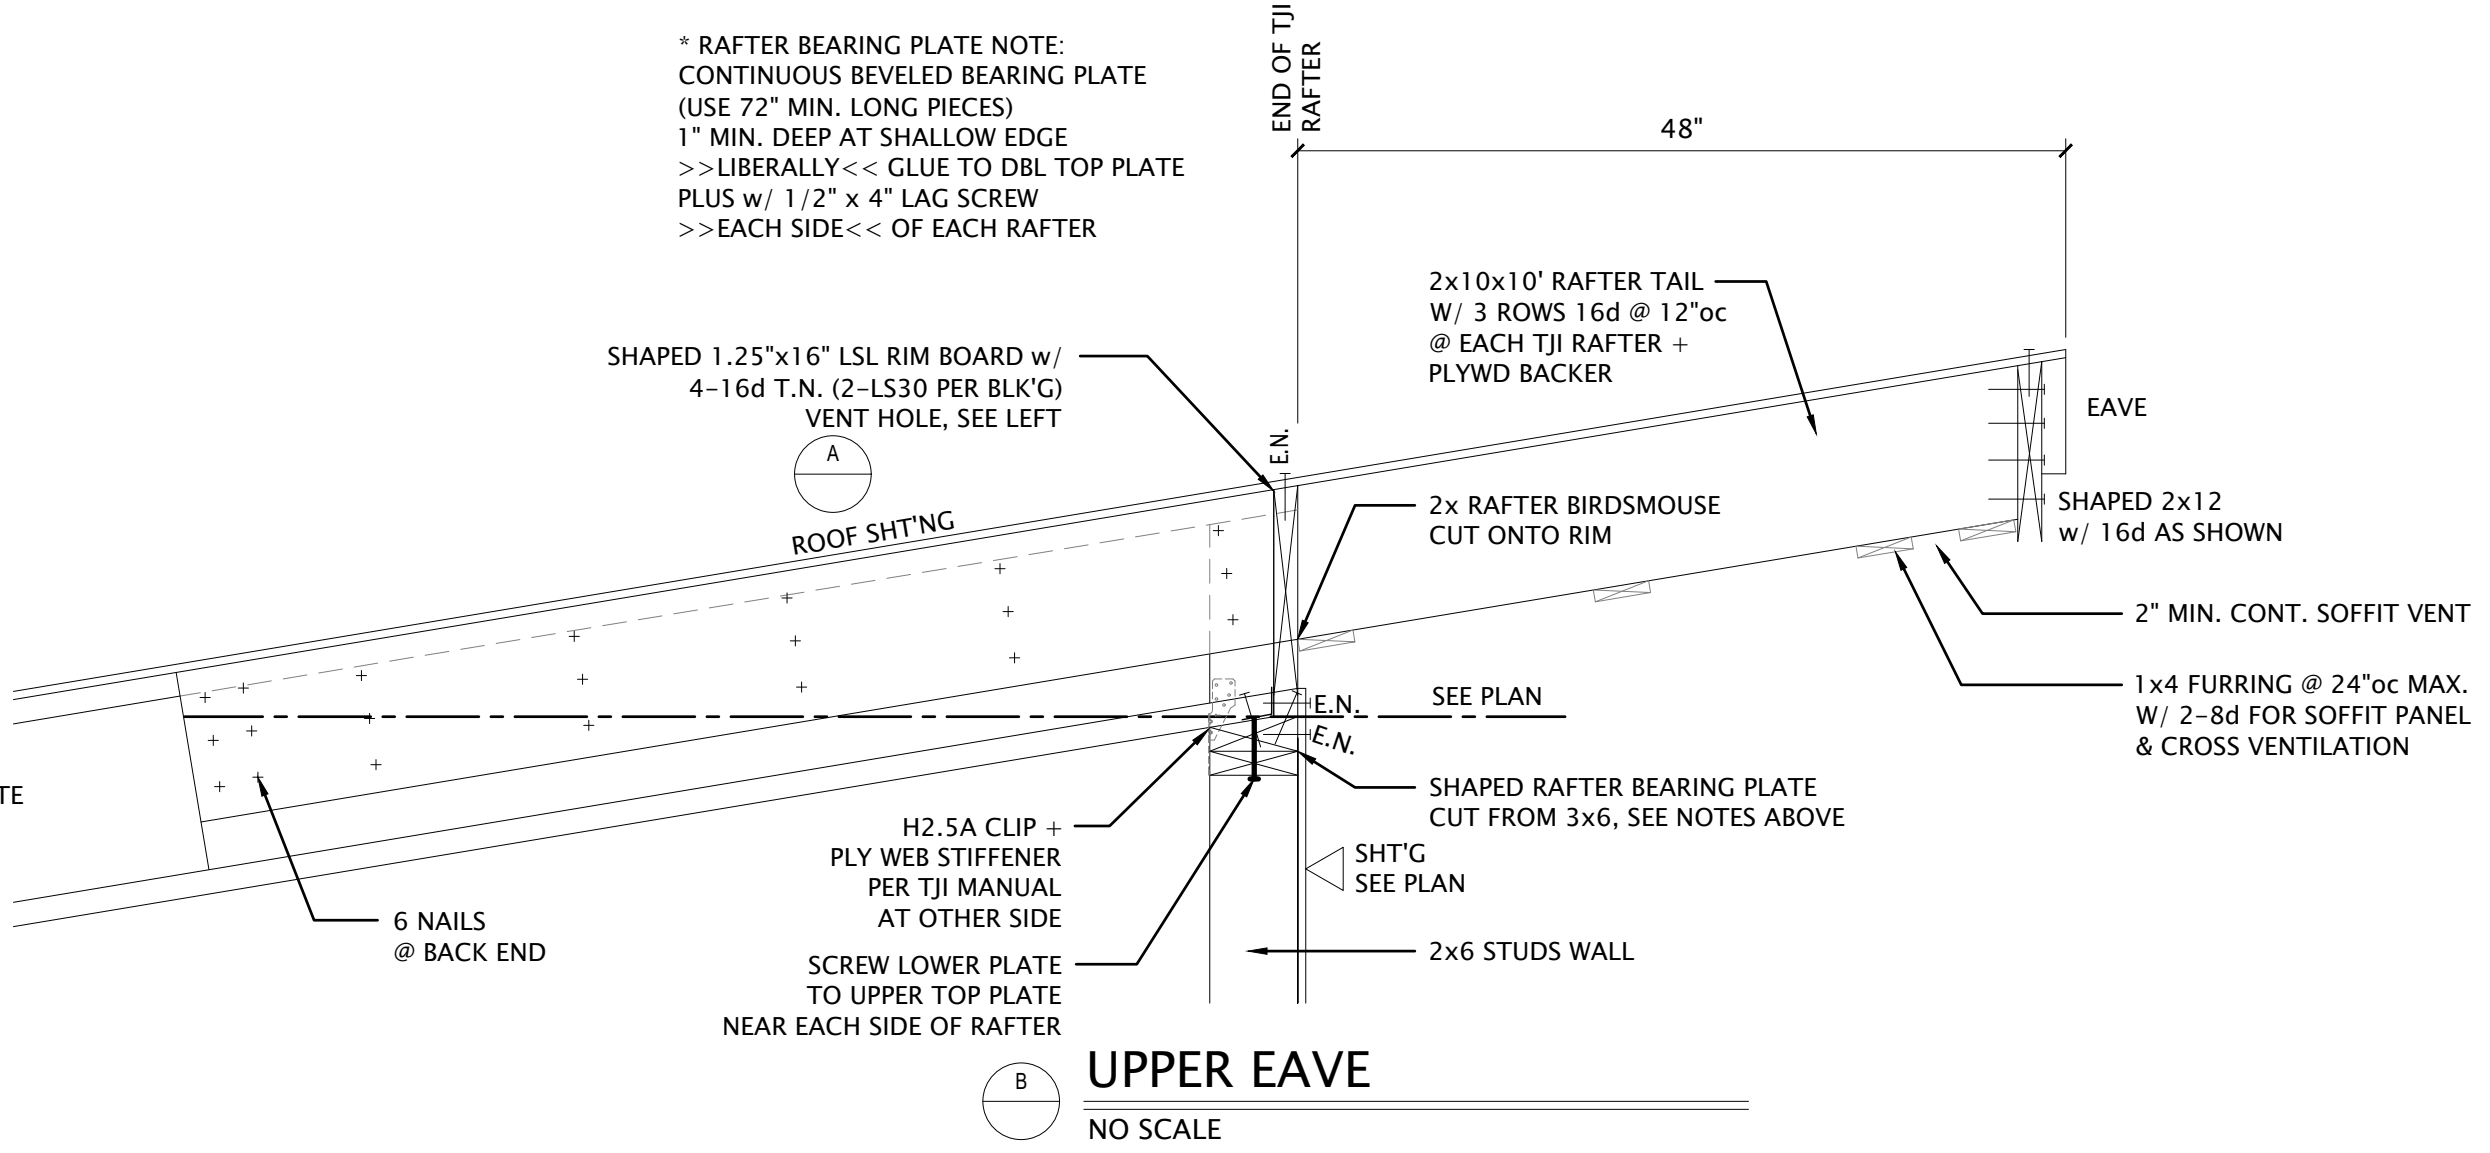 * RAFTER BEARING PLATE NOTE:
CONTINUOUS BEVELED BEARING PLATE
(USE 72" MIN. LONG PIECES)
1" MIN. DEEP AT SHALLOW EDGE
>>LIBERALLY<< GLUE TO DBL TOP PLATE
PLUS w/ 1/2" x 4" LAG SCREW
>>EACH SIDE<< OF EACH RAFTER
END OF TJI
RAFTER
48"
2x10x10' RAFTER TAIL
W/ 3 ROWS 16d @ 12"oc
@ EACH TJI RAFTER +
PLYWD BACKER
SHAPED 1.25"x16" LSL RIM BOARD w/
4-16d T.N. (2-LS30 PER BLK'G)
VENT HOLE, SEE LEFT
A
E.N.
EAVE
ROOF SHT'NG
2x RAFTER BIRDSMOUSE
CUT ONTO RIM
SHAPED 2x12
w/ 16d AS SHOWN
2" MIN. CONT. SOFFIT VENT
1x4 FURRING @ 24"oc MAX.
W/ 2-8d FOR SOFFIT PANEL
& CROSS VENTILATION
SEE PLAN
E.N.
E.N.
TE
SHAPED RAFTER BEARING PLATE
CUT FROM 3x6, SEE NOTES ABOVE
H2.5A CLIP +
PLY WEB STIFFENER
PER TJI MANUAL
AT OTHER SIDE
SHT'G
SEE PLAN
6 NAILS
@ BACK END
SCREW LOWER PLATE
TO UPPER TOP PLATE
NEAR EACH SIDE OF RAFTER
2x6 STUDS WALL
B
UPPER EAVE
NO SCALE